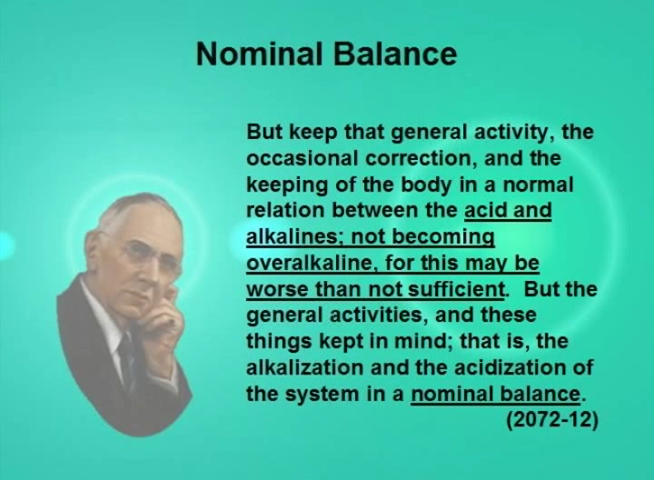 Nominal Balance
But keep that general activity, the
occasional correction, and the
keeping of the body in a normal
relation between the acid and
alkalines; not becoming
overalkaline, for this may be
worse than not sufficient.  But the
general activities, and these
things kept in mind; that is, the
alkalization and the acidization of
the system in a nominal balance.
(2072-12)